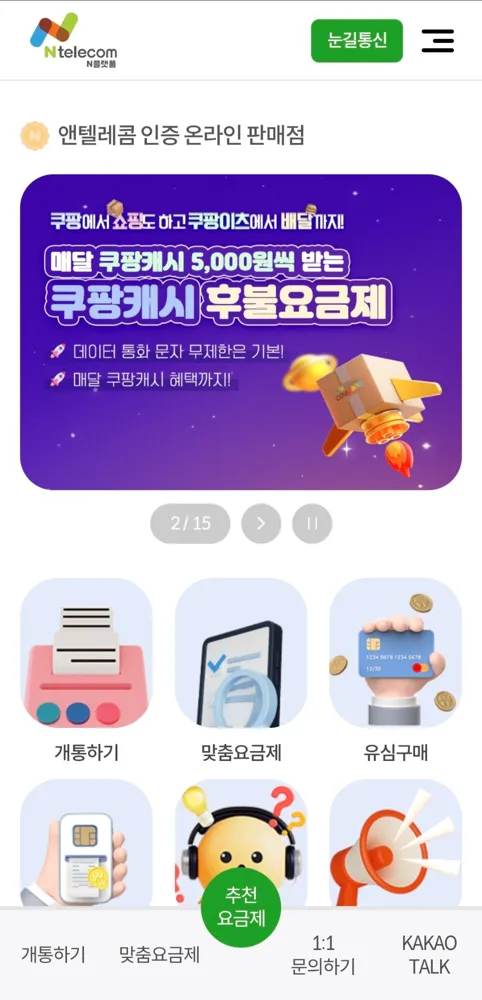 Ntelecom
N플랫폼
눈길통신
앤텔레콤 인증 온라인 판매점
쿠팡에서 쇼핑도 하고 쿠팡이츠에서 배달까지!
매달 쿠팡캐시 5,000원씩 받는
쿠팡캐시 후불요금제
데이터 통화 문자 무제한은 기본!
매달 쿠팡캐시 혜택까지!
2 / 15
1234 5678 1234 5678
12/30
개통하기
맞춤요금제
유심구매
추천
요금제
개통하기
맞춤요금제
1:1
문의하기
KAKAO
TALK